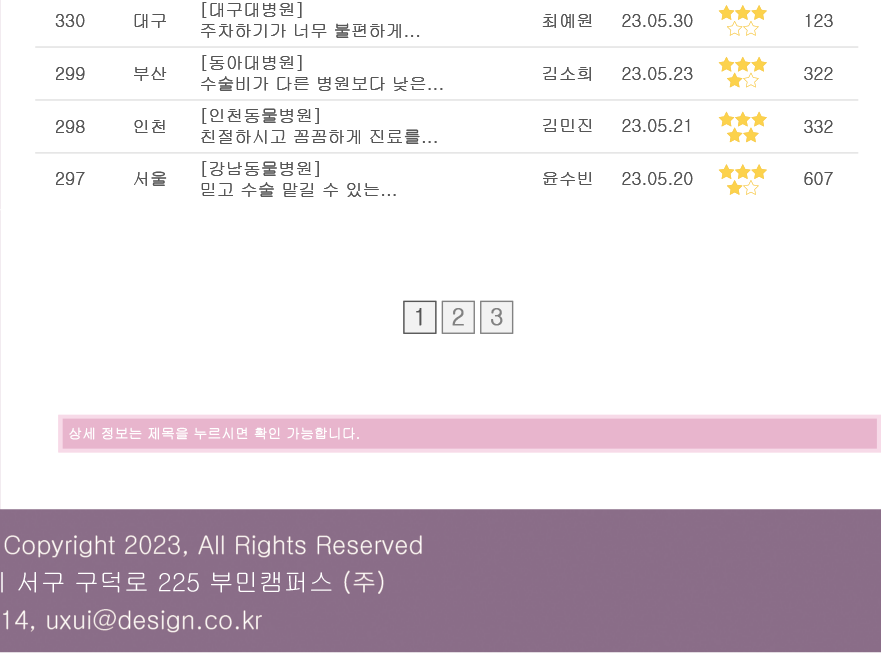 330 대구 [대구대병원] 최예원 23.05.30 123
주차하기가 너무 불편하게...
299 부산 [동아대병원] 김소희 23.05.23 322
수술비가 다른 병원보다 낮은...
298 인천 [인천동물병원] 김민진 23.05.21 332
친절하시고 꼼꼼하게 진료를...
297 서울 [강남동물병원] 윤수빈 23.05.20 607
믿고 수술 맡길 수 있는...
1 2 3
상세 정보는 제목을 누르시면 확인 가능합니다.
Copyright 2023, All Rights Reserved
| 서구 구덕로 225 부민캠퍼스 (주)
14, uxui@design.co.kr